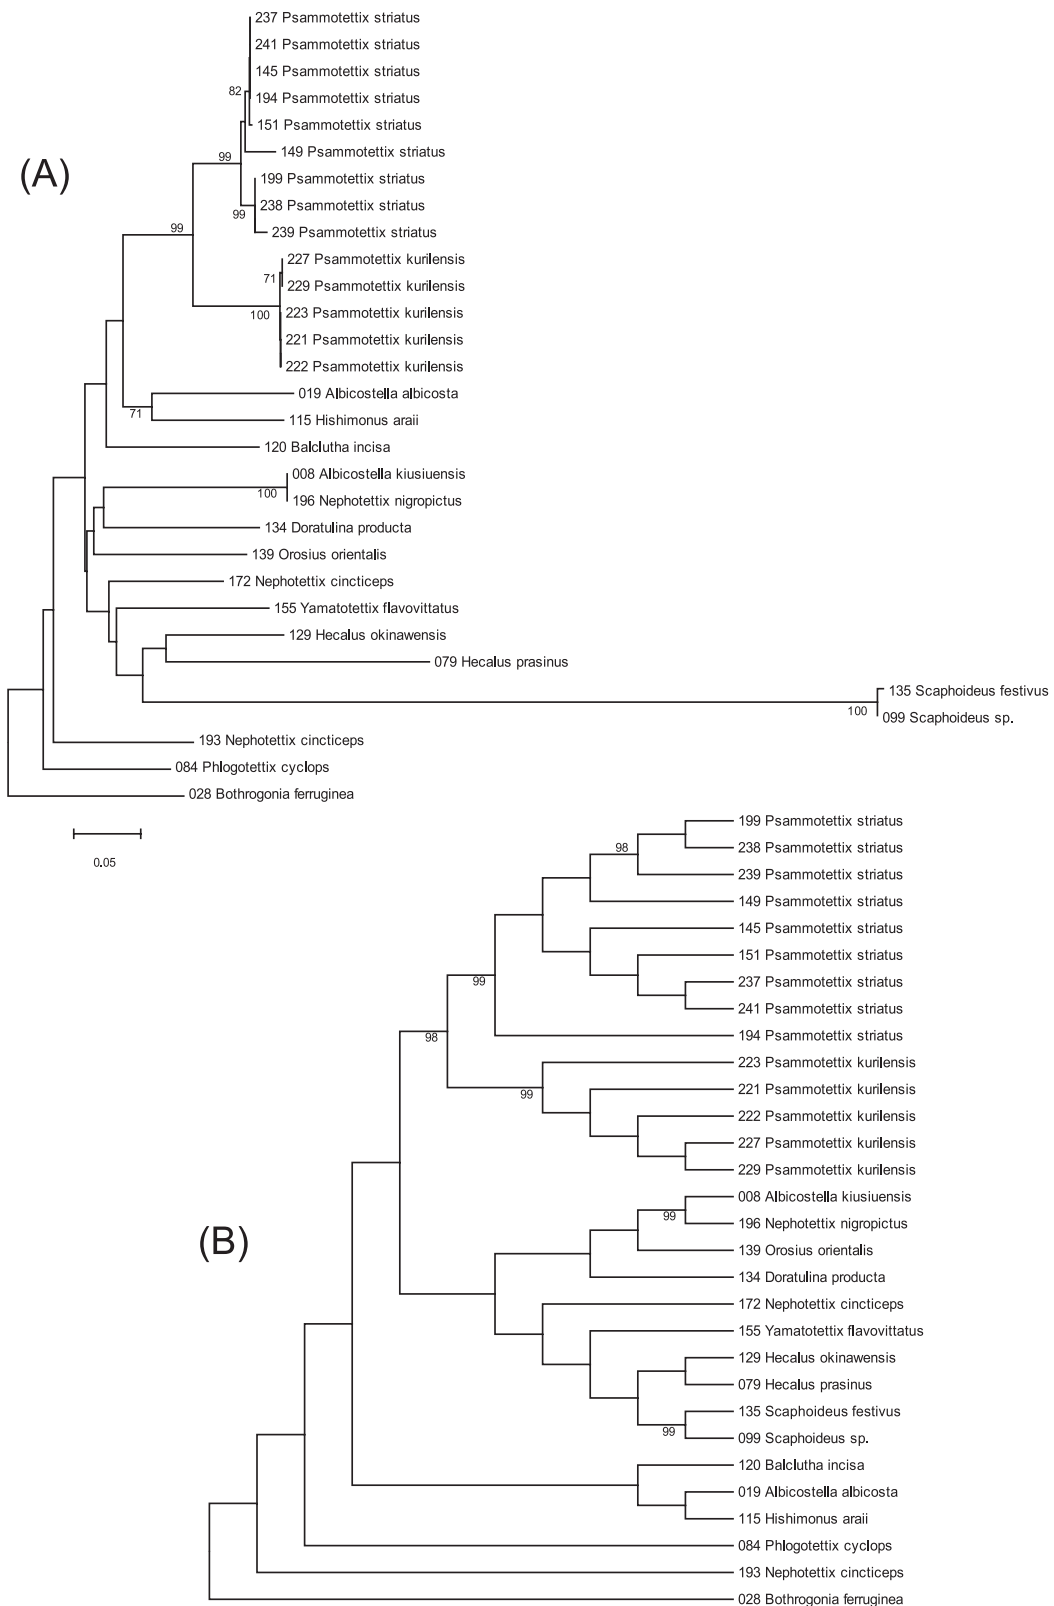 237 Psammotettix striatus
241 Psammotettix striatus
145 Psammotettix striatus
82
194 Psammotettix striatus
151 Psammotettix striatus
149 Psammotettix striatus
99
(A)
199 Psammotettix striatus
238 Psammotettix striatus
99
239 Psammotettix striatus
99
227 Psammotettix kurilensis
71
229 Psammotettix kurilensis
223 Psammotettix kurilensis
100
221 Psammotettix kurilensis
222 Psammotettix kurilensis
019 Albicostella albicosta
71
115 Hishimonus araii
120 Balclutha incisa
008 Albicostella kiusiuensis
100
196 Nephotettix nigropictus
134 Doratulina producta
139 Orosius orientalis
172 Nephotettix cincticeps
155 Yamatotettix flavovittatus
129 Hecalus okinawensis
079 Hecalus prasinus
135 Scaphoideus festivus
100
099 Scaphoideus sp.
193 Nephotettix cincticeps
084 Phlogotettix cyclops
028 Bothrogonia ferruginea
0.05
199 Psammotettix striatus
98
238 Psammotettix striatus
239 Psammotettix striatus
149 Psammotettix striatus
145 Psammotettix striatus
151 Psammotettix striatus
99
237 Psammotettix striatus
241 Psammotettix striatus
194 Psammotettix striatus
98
223 Psammotettix kurilensis
99
221 Psammotettix kurilensis
222 Psammotettix kurilensis
227 Psammotettix kurilensis
229 Psammotettix kurilensis
008 Albicostella kiusiuensis
99
196 Nephotettix nigropictus
(B)
139 Orosius orientalis
134 Doratulina producta
172 Nephotettix cincticeps
155 Yamatotettix flavovittatus
129 Hecalus okinawensis
079 Hecalus prasinus
135 Scaphoideus festivus
99
099 Scaphoideus sp.
120 Balclutha incisa
019 Albicostella albicosta
115 Hishimonus araii
084 Phlogotettix cyclops
193 Nephotettix cincticeps
028 Bothrogonia ferruginea